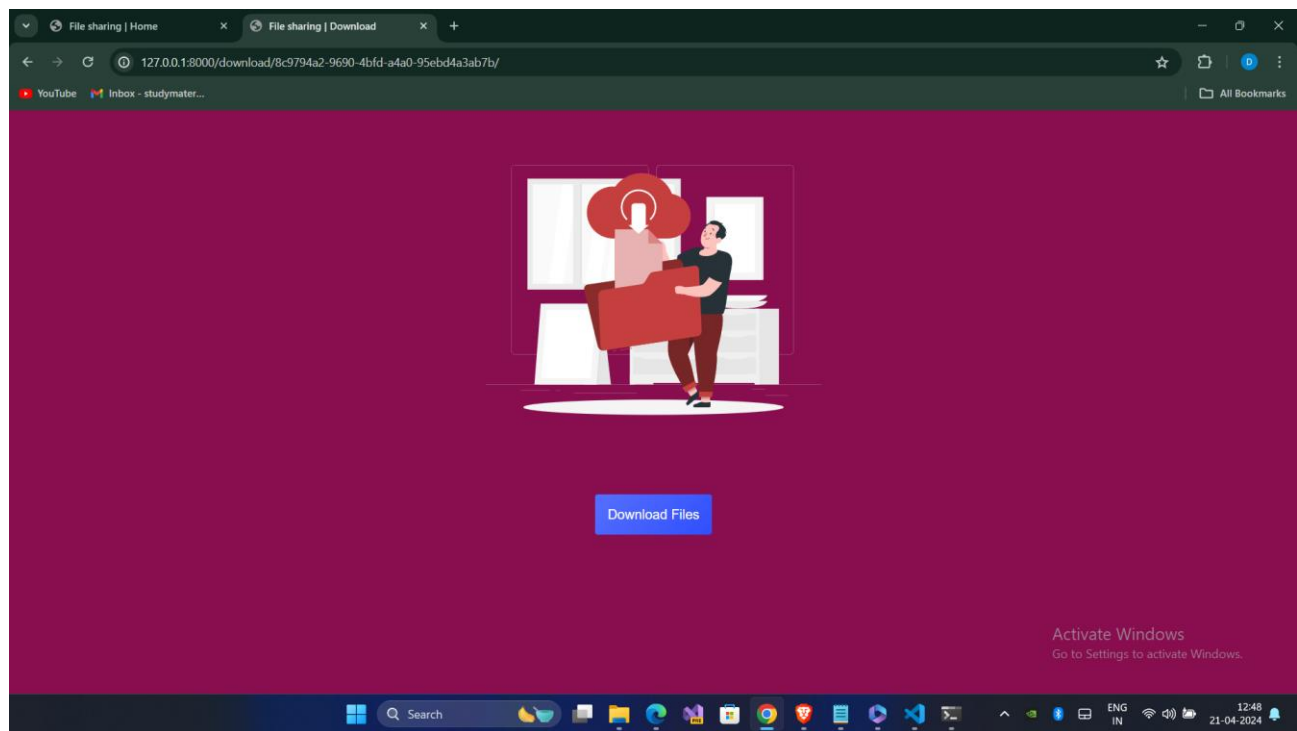 File sharing | Home
File sharing | Download
127.0.0.1:8000/download/8c9794a2-9690-4bfd-a4a0-95ebd4a3ab7b/
D
YouTube
Inbox - studymater...
All Bookmarks
Download Files
Activate Windows
Go to Settings to activate Windows.
Search
ENG
IN
12:48
21-04-2024